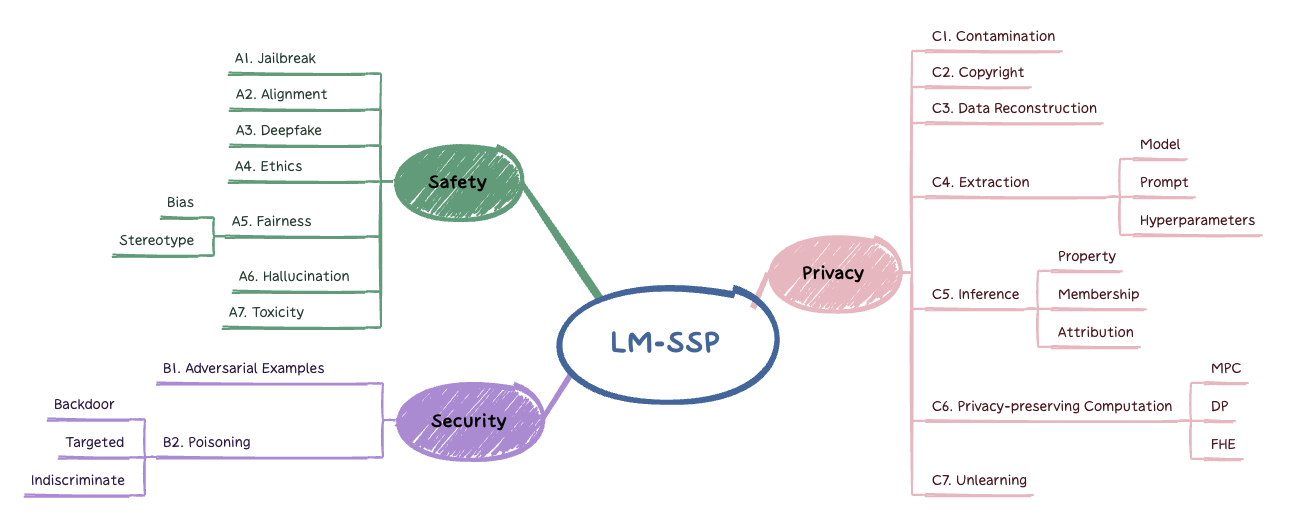 LM-SSP
Safety
A1. Jailbreak
A2. Alignment
A3. Deepfake
A4. Ethics
A5. Fairness
Bias
Stereotype
A6. Hallucination
A7. Toxicity
Security
B1. Adversarial Examples
B2. Poisoning
Backdoor
Targeted
Indiscriminate
Privacy
C1. Contamination
C2. Copyright
C3. Data Reconstruction
C4. Extraction
Model
Prompt
Hyperparameters
C5. Inference
Property
Membership
Attribution
C6. Privacy-preserving Computation
MPC
DP
FHE
C7. Unlearning